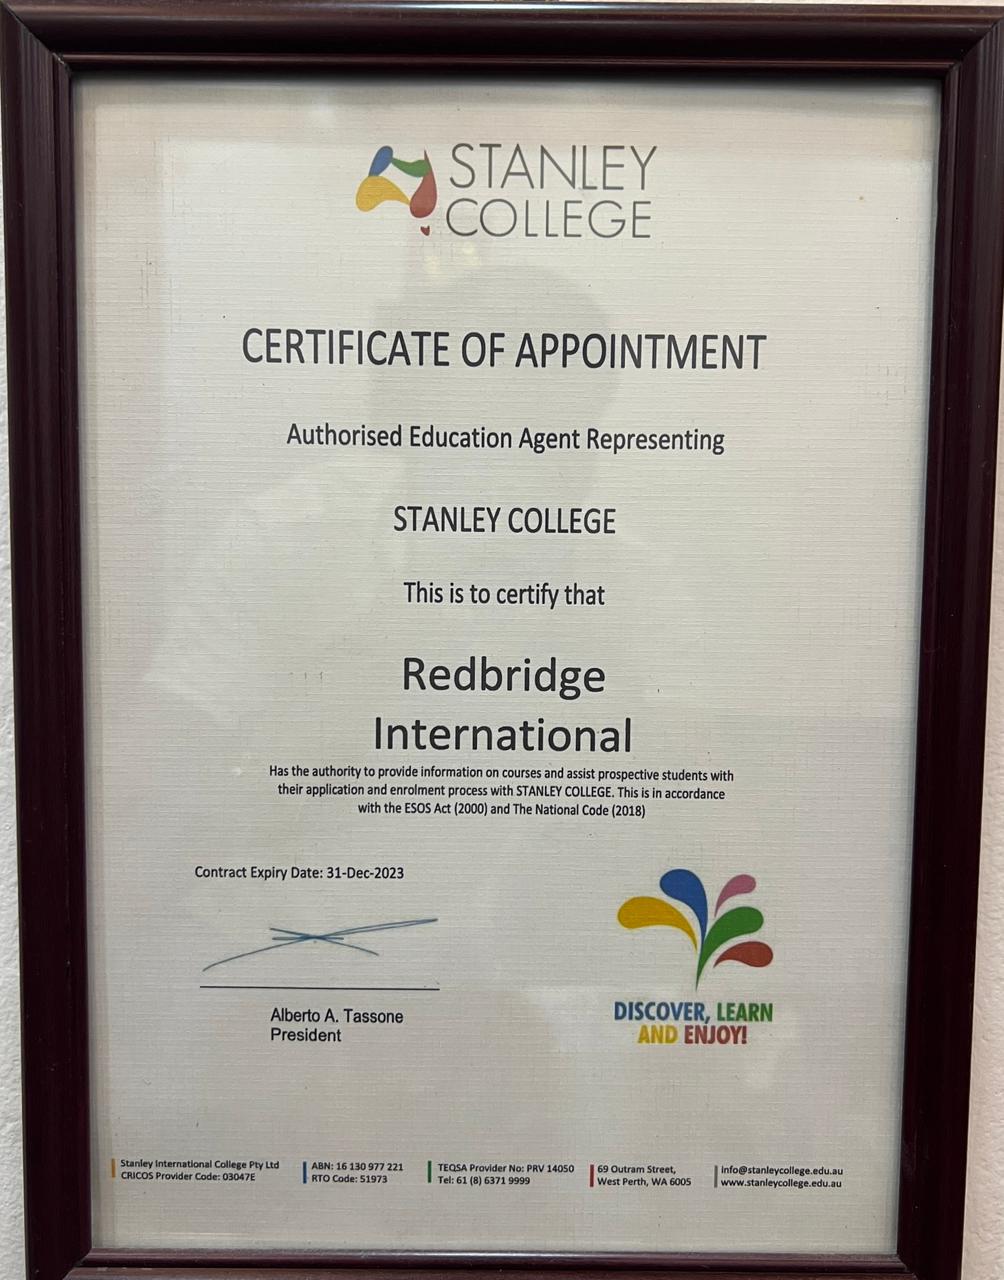 STANLEY
COLLEGE
CERTIFICATE OF APPOINTMENT
Authorised Education Agent Representing
STANLEY COLLEGE
This is to certify that
Redbridge
International
Has the authority to provide information on courses and assist prospective students with
their application and enrolment process with STANLEY COLLEGE. This is in accordance
with the ESOS Act (2000) and The National Code (2018)
Contract Expiry Date: 31-Dec-2023
Alberto A. Tassone
President
DISCOVER, LEARN
AND ENJOY!
Stanley International College Pty Ltd
CRICOS Provider Code: 03047E
ABN: 16 130 977 221
RTO Code: 51973
TEQSA Provider No: PRV 14050
Tel: 61 (8) 6371 9999
69 Outram Street,
West Perth, WA 6005
info@stanleycollege.edu.au
www.stanleycollege.edu.au